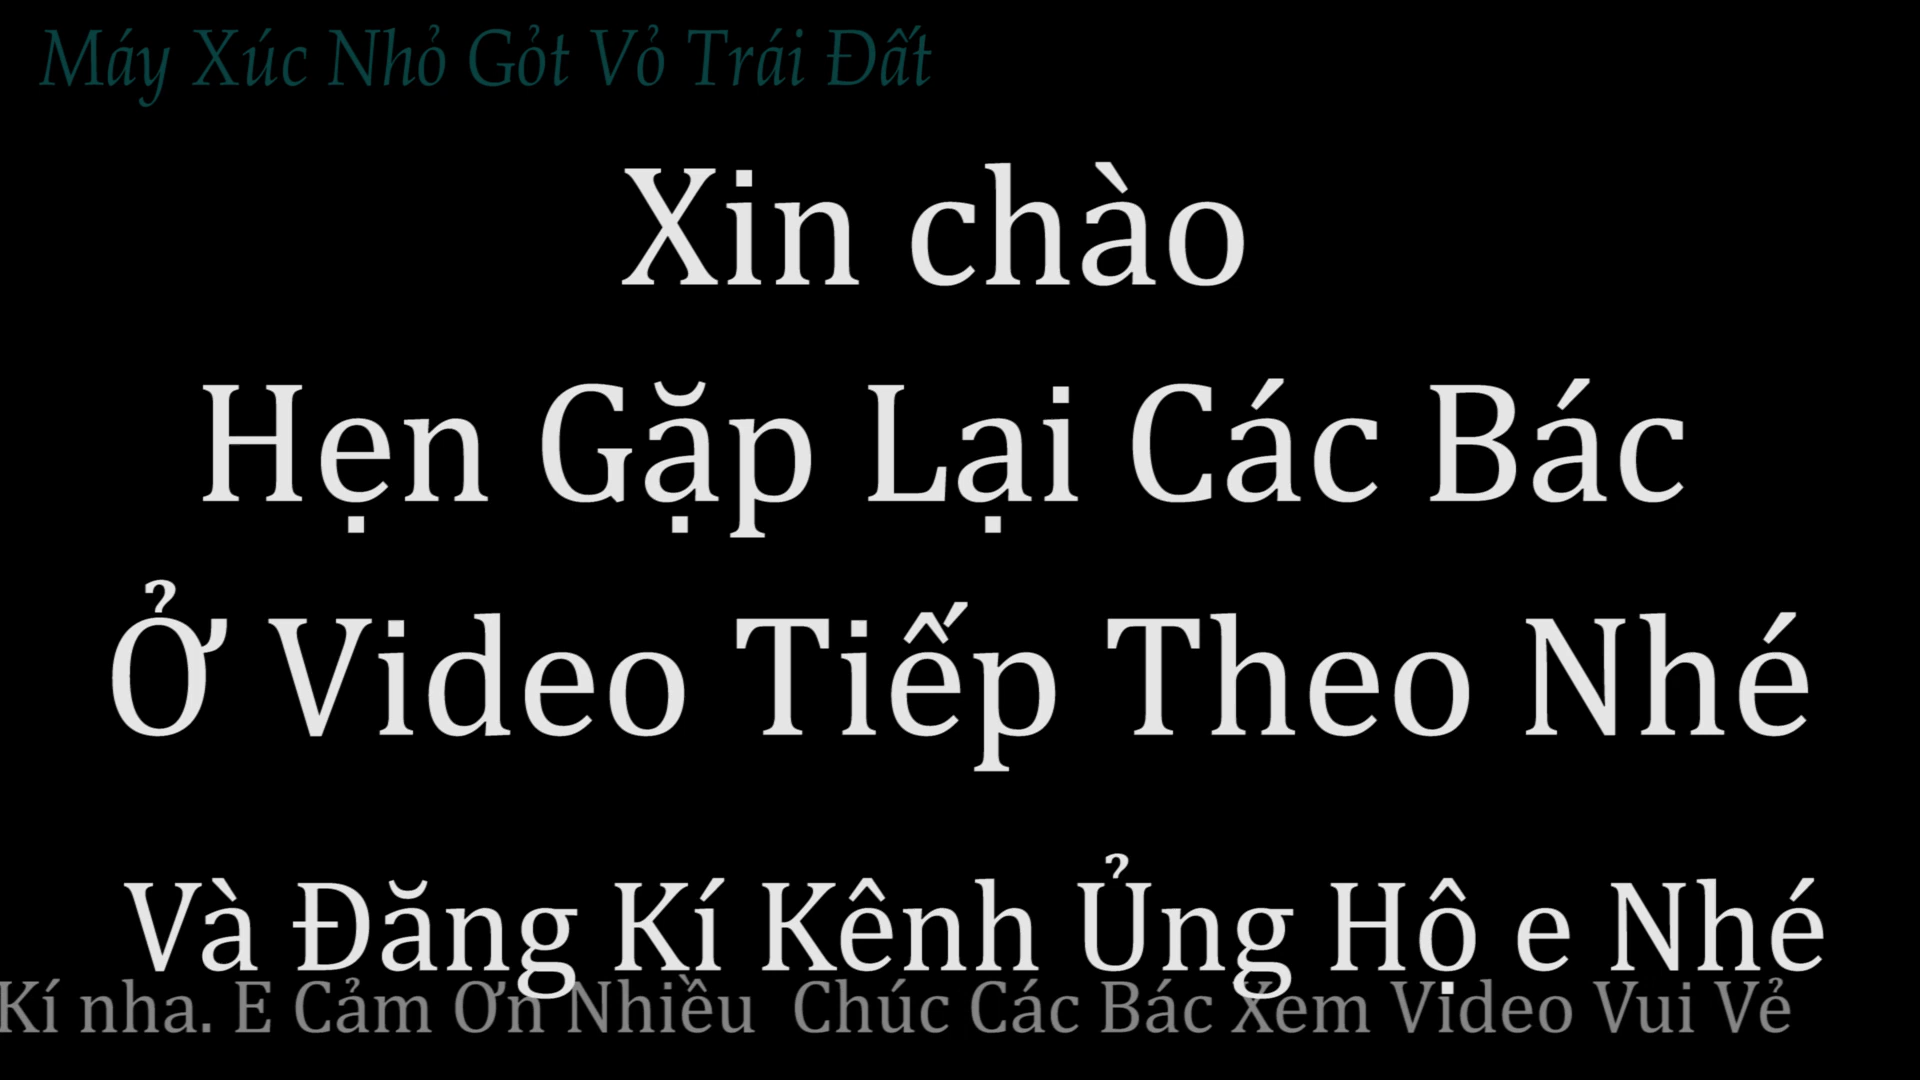 Máy Xúc Nhỏ Gọt Vỏ Trái Đất
Xin chào
Hẹn Gặp Lại Các Bác
Ở Video Tiếp Theo Nhé
Và Đăng Kí Kênh Ủng Hộ e Nhé
Kí nha. E Cảm Ơn Nhiều Chúc Các Bác Xem Video Vui Vẻ